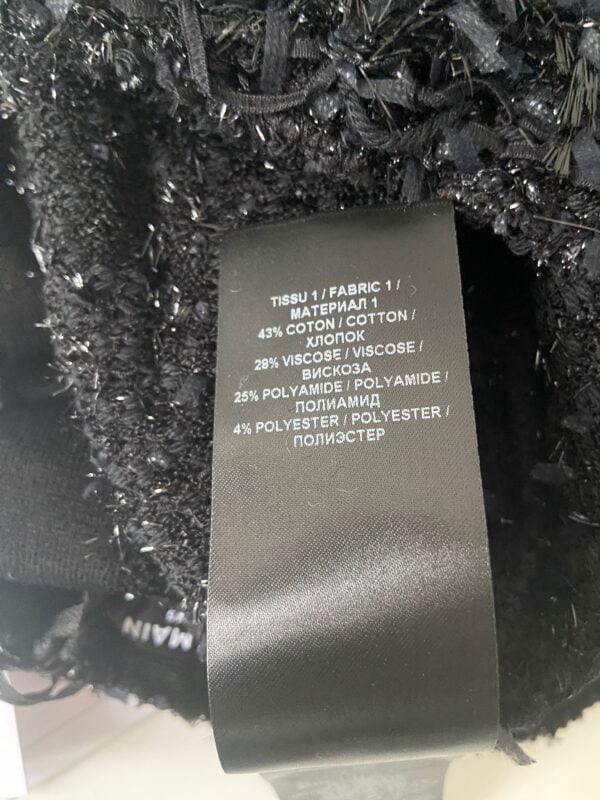 TISSU 1 / FABRIC 1 /
МАТЕРИАЛ 1
43% COTON / COTTON /
ХЛОПОК
28% VISCOSE / VISCOSE /
ВИСКОЗА
25% POLYAMIDE / POLYAMIDE /
ПОЛИАМИД
4% POLYESTER / POLYESTER /
ПОЛИЭСТЕР
MAIN